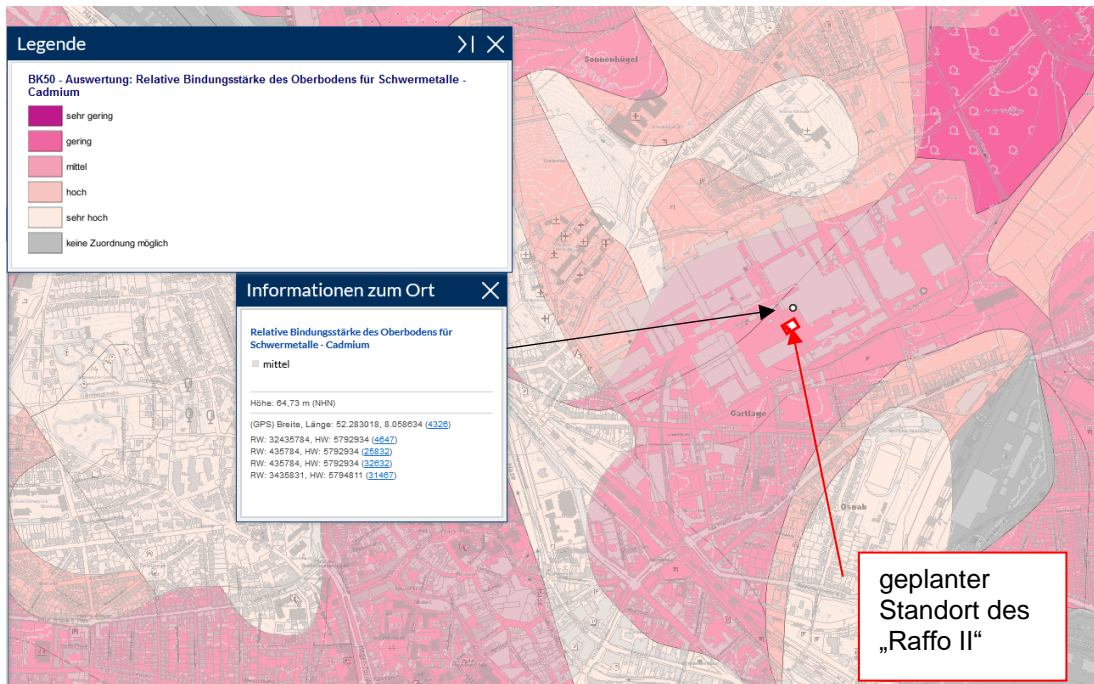 Legende
BK50 - Auswertung: Relative Bindungsstärke des Oberbodens für Schwermetalle -
Cadmium
sehr gering
gering
mittel
hoch
sehr hoch
keine Zuordnung möglich
Informationen zum Ort
Relative Bindungsstärke des Oberbodens für
Schwermetalle - Cadmium
mittel
Höhe: 64,73 m (NHN)
(GPS) Breite, Länge: 52.283018, 8.058634 (4326)
RW: 32435784, HW: 5792934 (4647)
RW: 435784, HW: 5792934 (25832)
RW: 435784, HW: 5792934 (32632)
RW: 3435831, HW: 5794811 (31467)
Sonnenhügel
Gartlage
Osnab
geplanter
Standort des
„Raffo II“